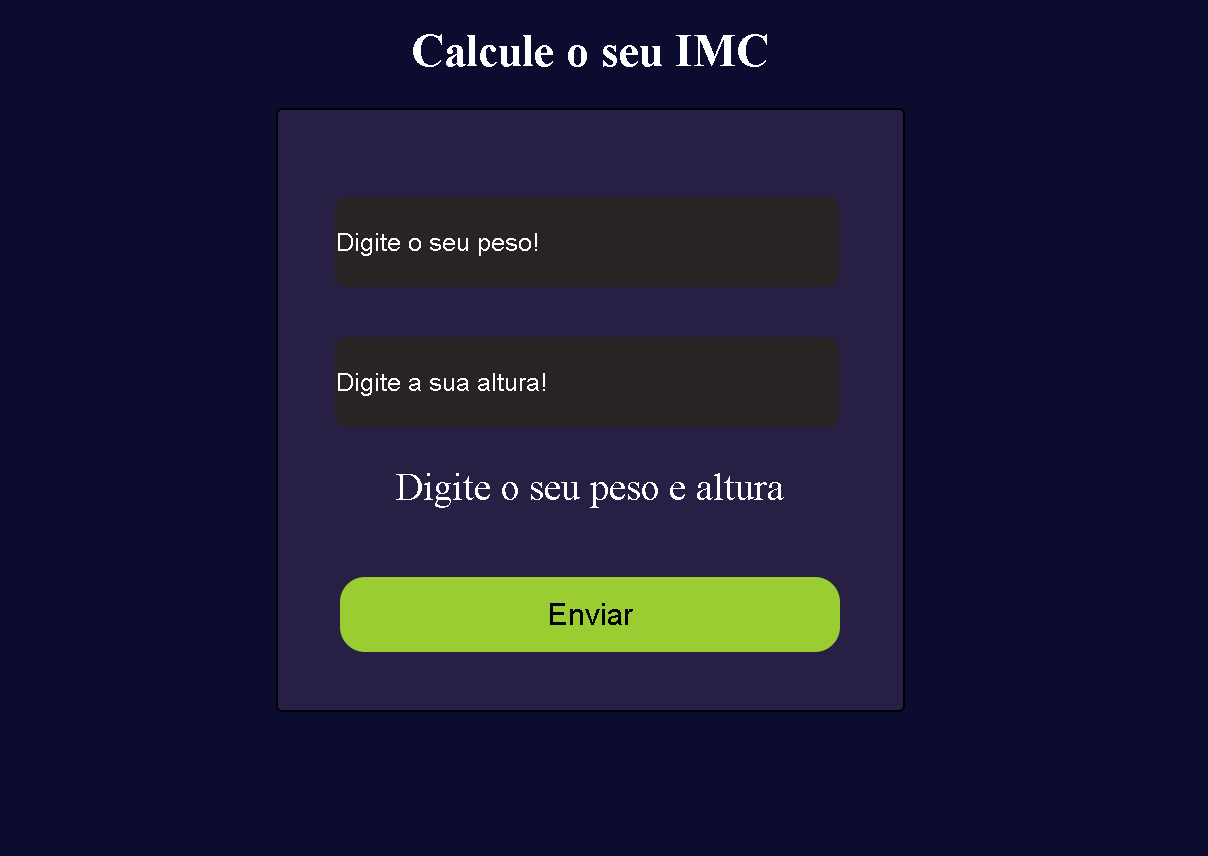 Calcule o seu IMC
Digite o seu peso!
Digite a sua altura!
Digite o seu peso e altura
Enviar